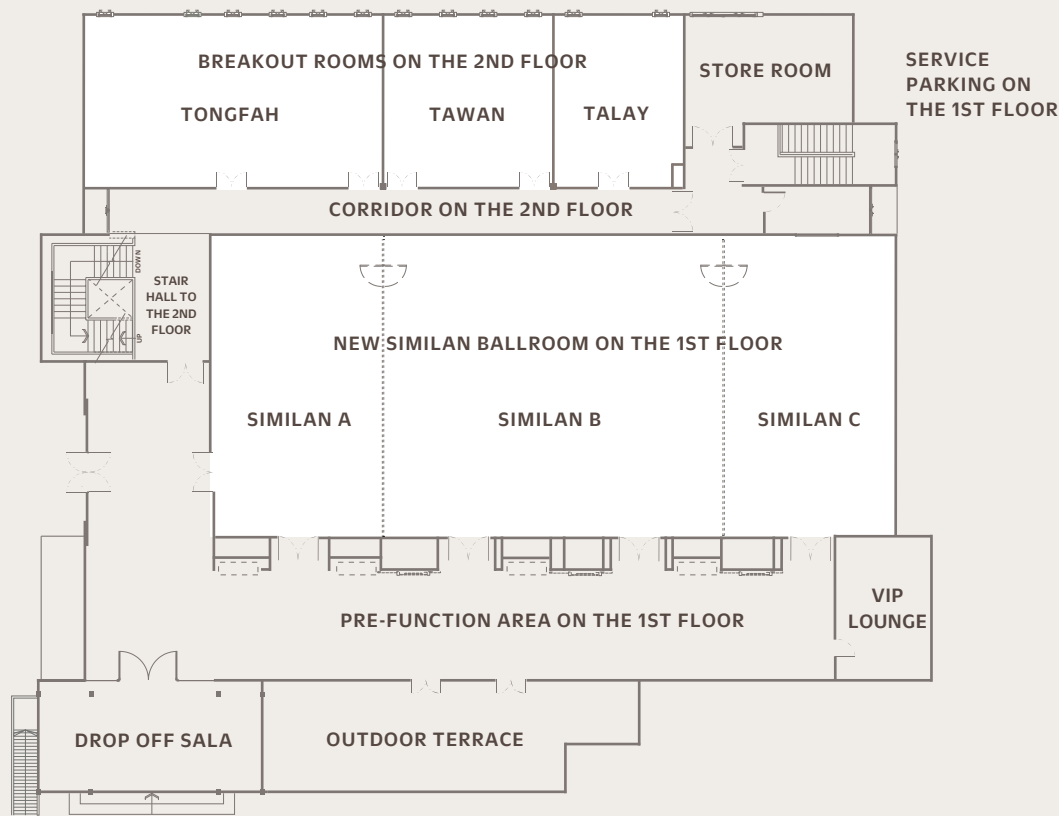 BREAKOUT ROOMS ON THE 2ND FLOOR
TONGFAH
TAWAN
TALAY
STORE ROOM
SERVICE
PARKING ON
THE 1ST FLOOR
CORRIDOR ON THE 2ND FLOOR
DOWN
UP
STAIR
HALL TO
THE 2ND
FLOOR
NEW SIMILAN BALLROOM ON THE 1ST FLOOR
SIMILAN A
SIMILAN B
SIMILAN C
PRE-FUNCTION AREA ON THE 1ST FLOOR
VIP
LOUNGE
DROP OFF SALA
OUTDOOR TERRACE